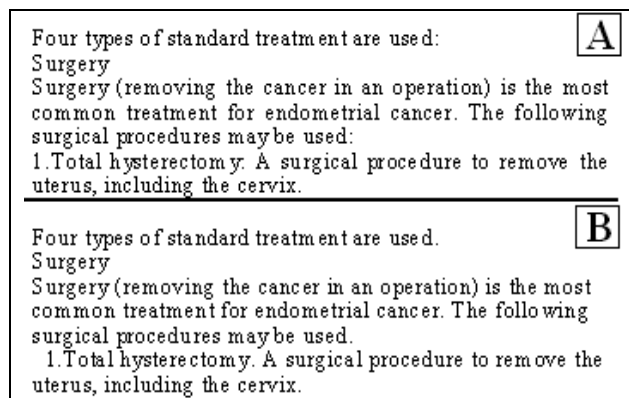 Four types of standard treatment are used:
A
Surgery
Surgery (removing the cancer in an operation) is the most
common treatment for endometrial cancer. The following
surgical procedures may be used:
1.Total hysterectomy: A surgical procedure to remove the
uterus, including the cervix.
B
Four types of standard treatment are used.
Surgery
Surgery (removing the cancer in an operation) is the most
common treatment for endometrial cancer. The following
surgical procedures may be used.
1.Total hysterectomy. A surgical procedure to remove the
uterus, including the cervix.